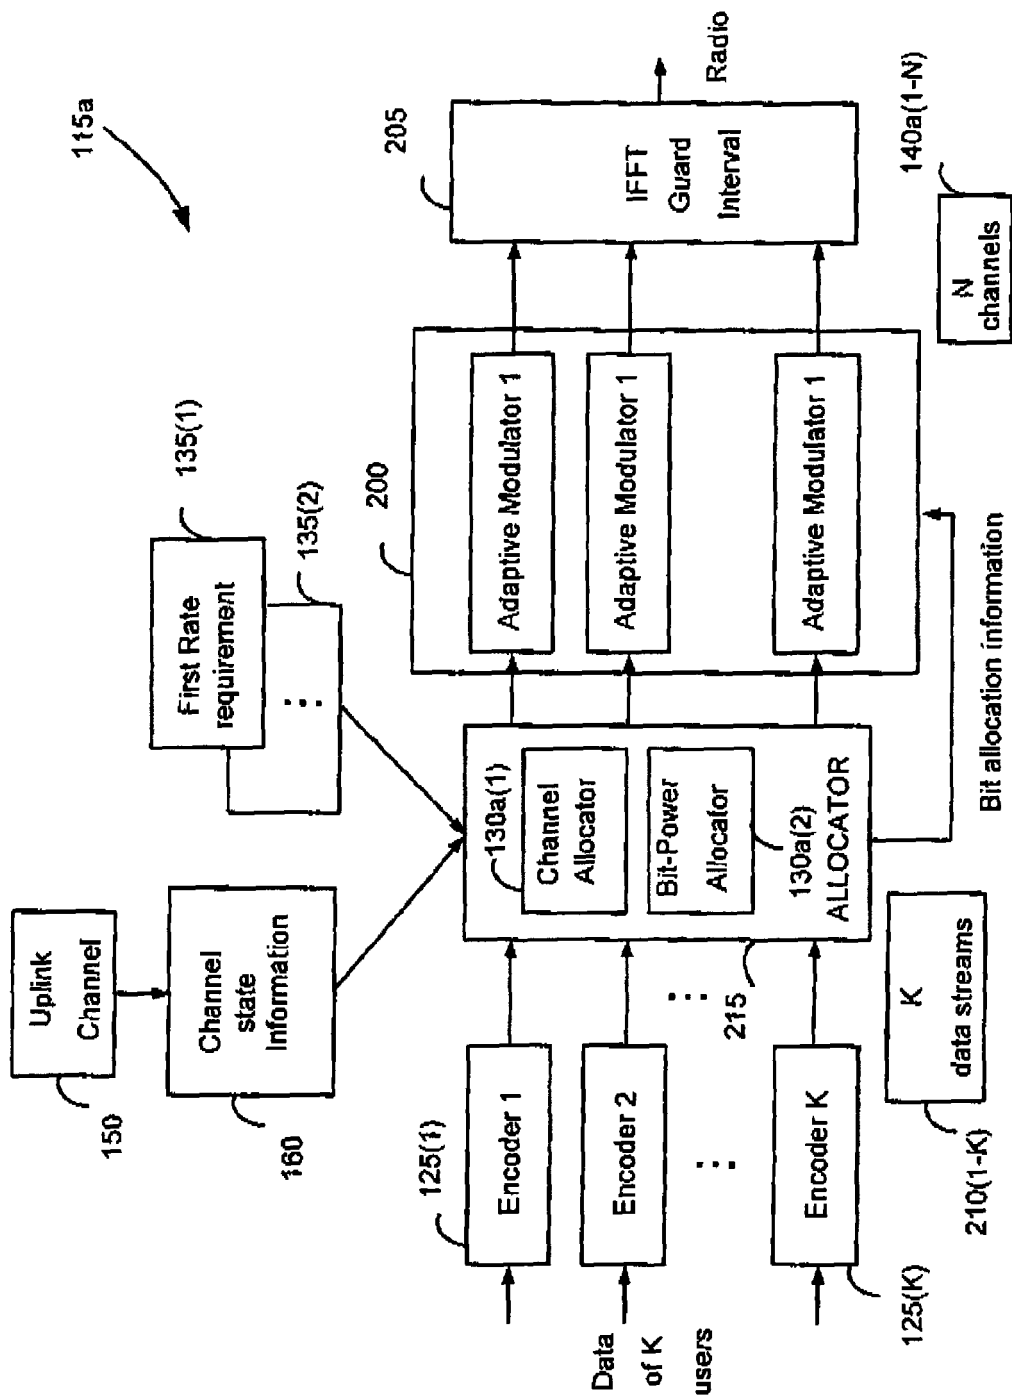 115a
Uplink
Channel
150
Channel
state
Information
160
First Rate
requirement
⋮
135(1)
135(2)
Data
of K
users
125(1)
Encoder 1
Encoder 2
⋮
Encoder K
125(K)
⋮
215
130a(1)
Channel
Allocator
Bit-Power
Allocator
130a(2)
ALLOCATOR
200
Adaptive Modulator 1
Adaptive Modulator 1
Adaptive Modulator 1
205
IFFT
Guard
Interval
Radio
K
data streams
210(1-K)
Bit allocation information
N
channels
140a(1-N)